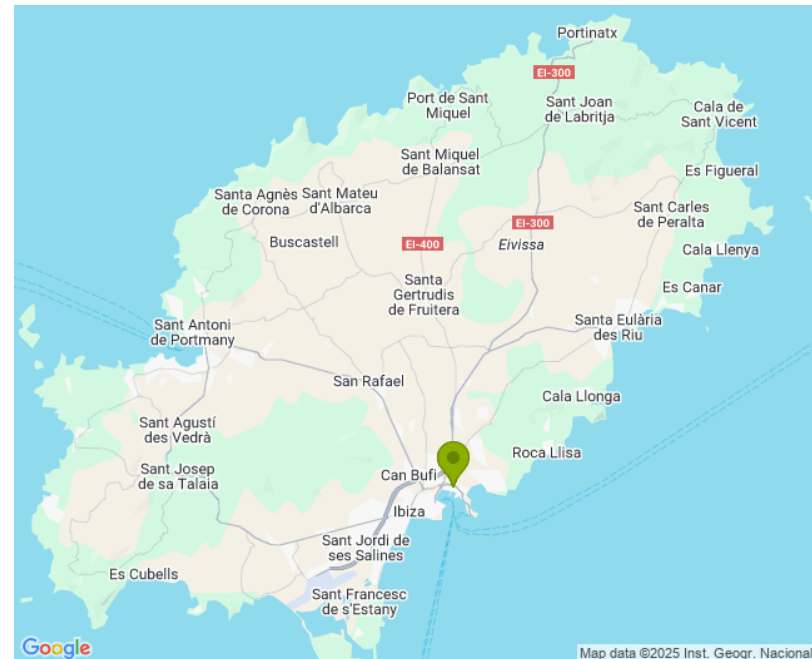 Portinatx
EI-300
Port de Sant
Miquel
Sant Joan
de Labritja
Cala de
Sant Vicent
Sant Miquel
de Balansat
Es Figueral
Santa Agnès
de Corona
Sant Mateu
d'Albarca
Sant Carles
de Peralta
EI-300
Buscastell
EI-400
Eivissa
Cala Llenya
Santa
Gertrudis
de Fruitera
Es Canar
Sant Antoni
de Portmany
Santa Eulària
des Riu
San Rafael
Cala Llonga
Sant Agustí
des Vedrà
Roca Llisa
Sant Josep
de sa Talaia
Can Bufi
Ibiza
Sant Jordi de
ses Salines
Es Cubells
Sant Francesc
de s'Estany
Google
Map data ©2025 Inst. Geogr. Nacional